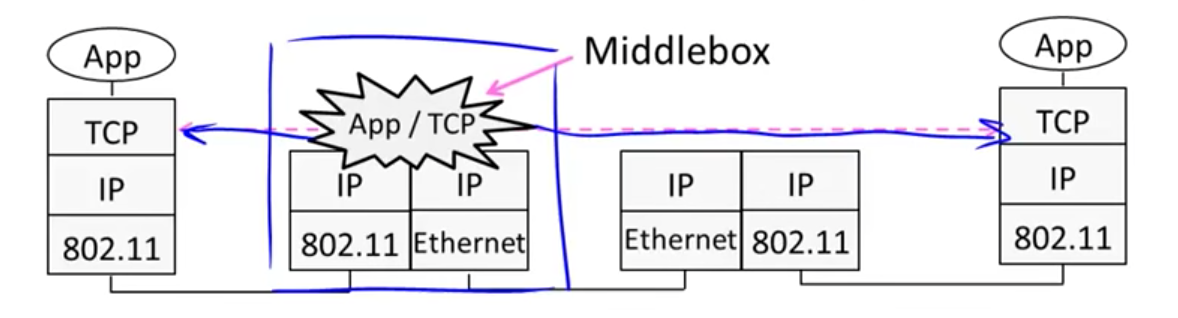 Middlebox
App
App
App / TCP
TCP
TCP
IP
IP
IP
IP
IP
IP
802.11
802.11
Ethernet
Ethernet
802.11
802.11